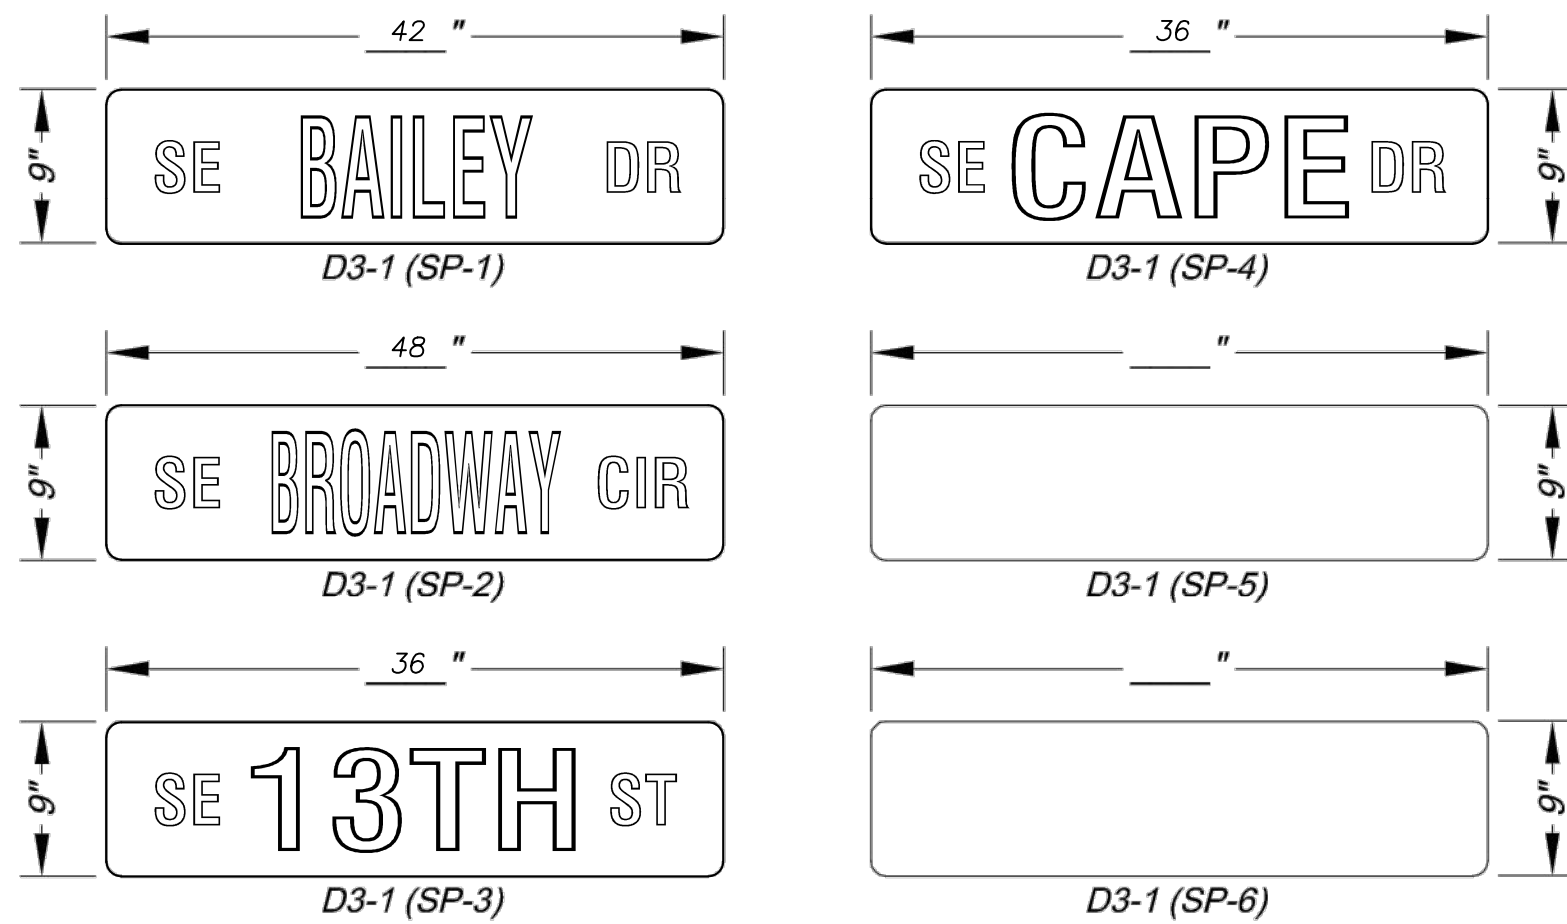 42 "
9"
SE BAILEY DR
D3-1 (SP-1)
36 "
SE CAPE DR
9"
D3-1 (SP-4)
48 "
9"
SE BROADWAY CIR
D3-1 (SP-2)
"
9"
D3-1 (SP-5)
36 "
9"
SE 13TH ST
D3-1 (SP-3)
"
9"
D3-1 (SP-6)